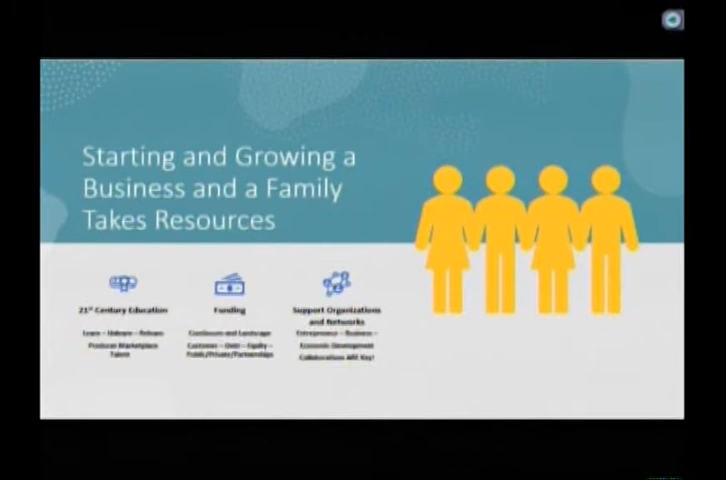 Starting and Growing a
Business and a Family
Takes Resources
21st Century Education
Learn – Unlearn – Relearn
Produces Marketplace
Talent
Funding
Continuum and Landscape
Customer – Debt – Equity –
Public/Private/Partnerships
Support Organizations
and Networks
Entrepreneur – Business –
Economic Development
Collaborations ARE Key!